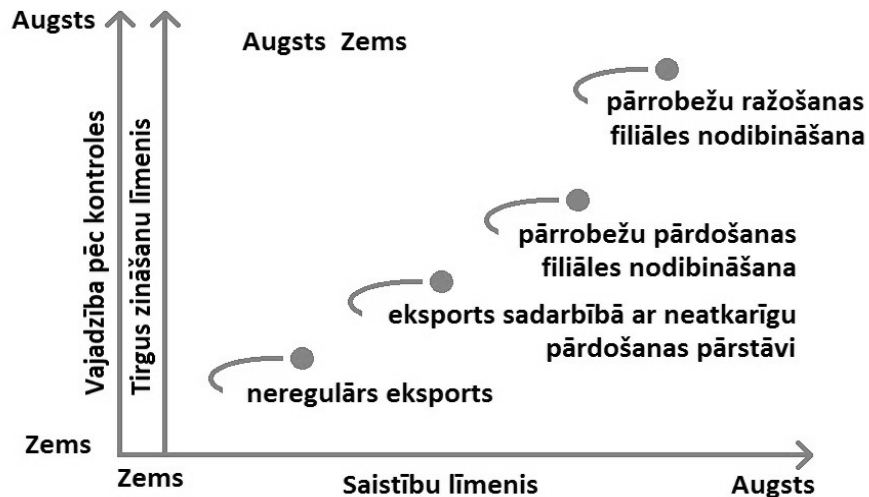 Augsts
Augsts Zems
pārrobežu ražošanas
filiāles nodibināšana
Vajadzība pēc kontroles
Tirgus zināšanu līmenis
pārrobežu pārdošanas
filiāles nodibināšana
eksports sadarbībā ar neatkarīgu
pārdošanas pārstāvi
neregulārs eksports
Zems
Zems
Saistību līmenis
Augsts